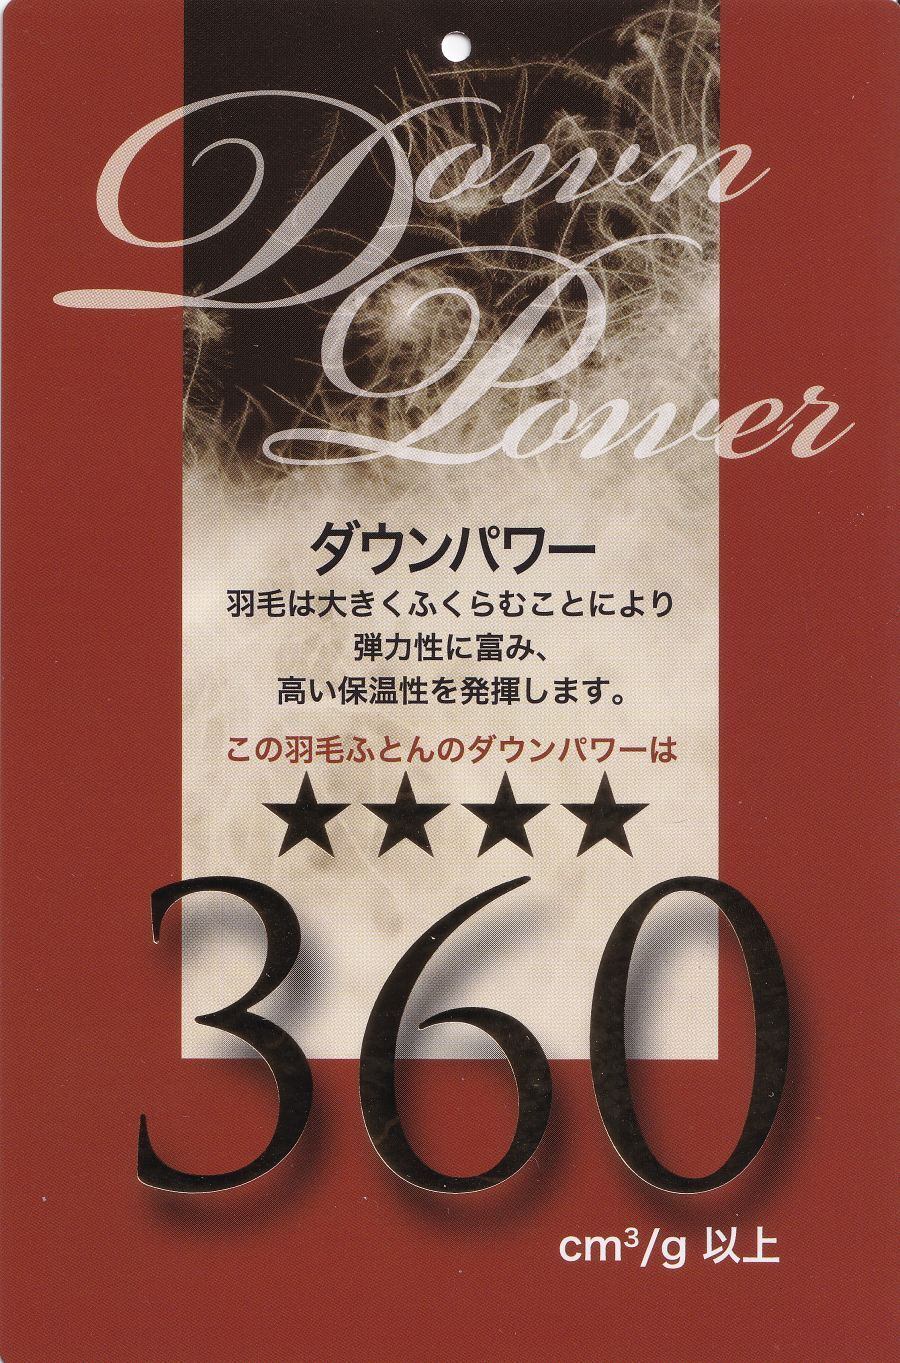 Down
Power
ダウンパワー
羽毛は大きくふくらむことにより
弾力性に富み、
高い保温性を発揮します。
この羽毛ふとんのダウンパワーは
★★★★
360
cm³/g 以上